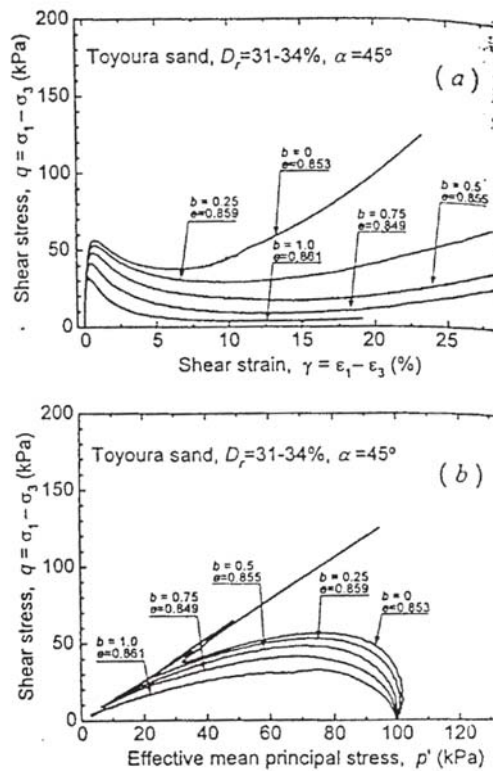 200
150
100
50
0
Shear stress, q = σ₁ – σ₃ (kPa)
Toyoura sand, Dᵣ=31-34%, α=45º
(a)
b = 0
e=0.853
b = 0.25
e=0.859
b = 0.5
e=0.855
b = 0.75
e=0.849
b = 1.0
e=0.861
0 5 10 15 20 25
Shear strain, γ = ε₁– ε₃ (%)
200
150
100
50
0
Shear stress, q = σ₁ – σ₃ (kPa)
Toyoura sand, Dᵣ=31-34%, α=45º
(b)
b = 0.5
e=0.855
b = 0.25
e=0.859
b = 0
e=0.853
b = 0.75
e=0.849
b = 1.0
e=0.861
0 20 40 60 80 100 120
Effective mean principal stress, p' (kPa)